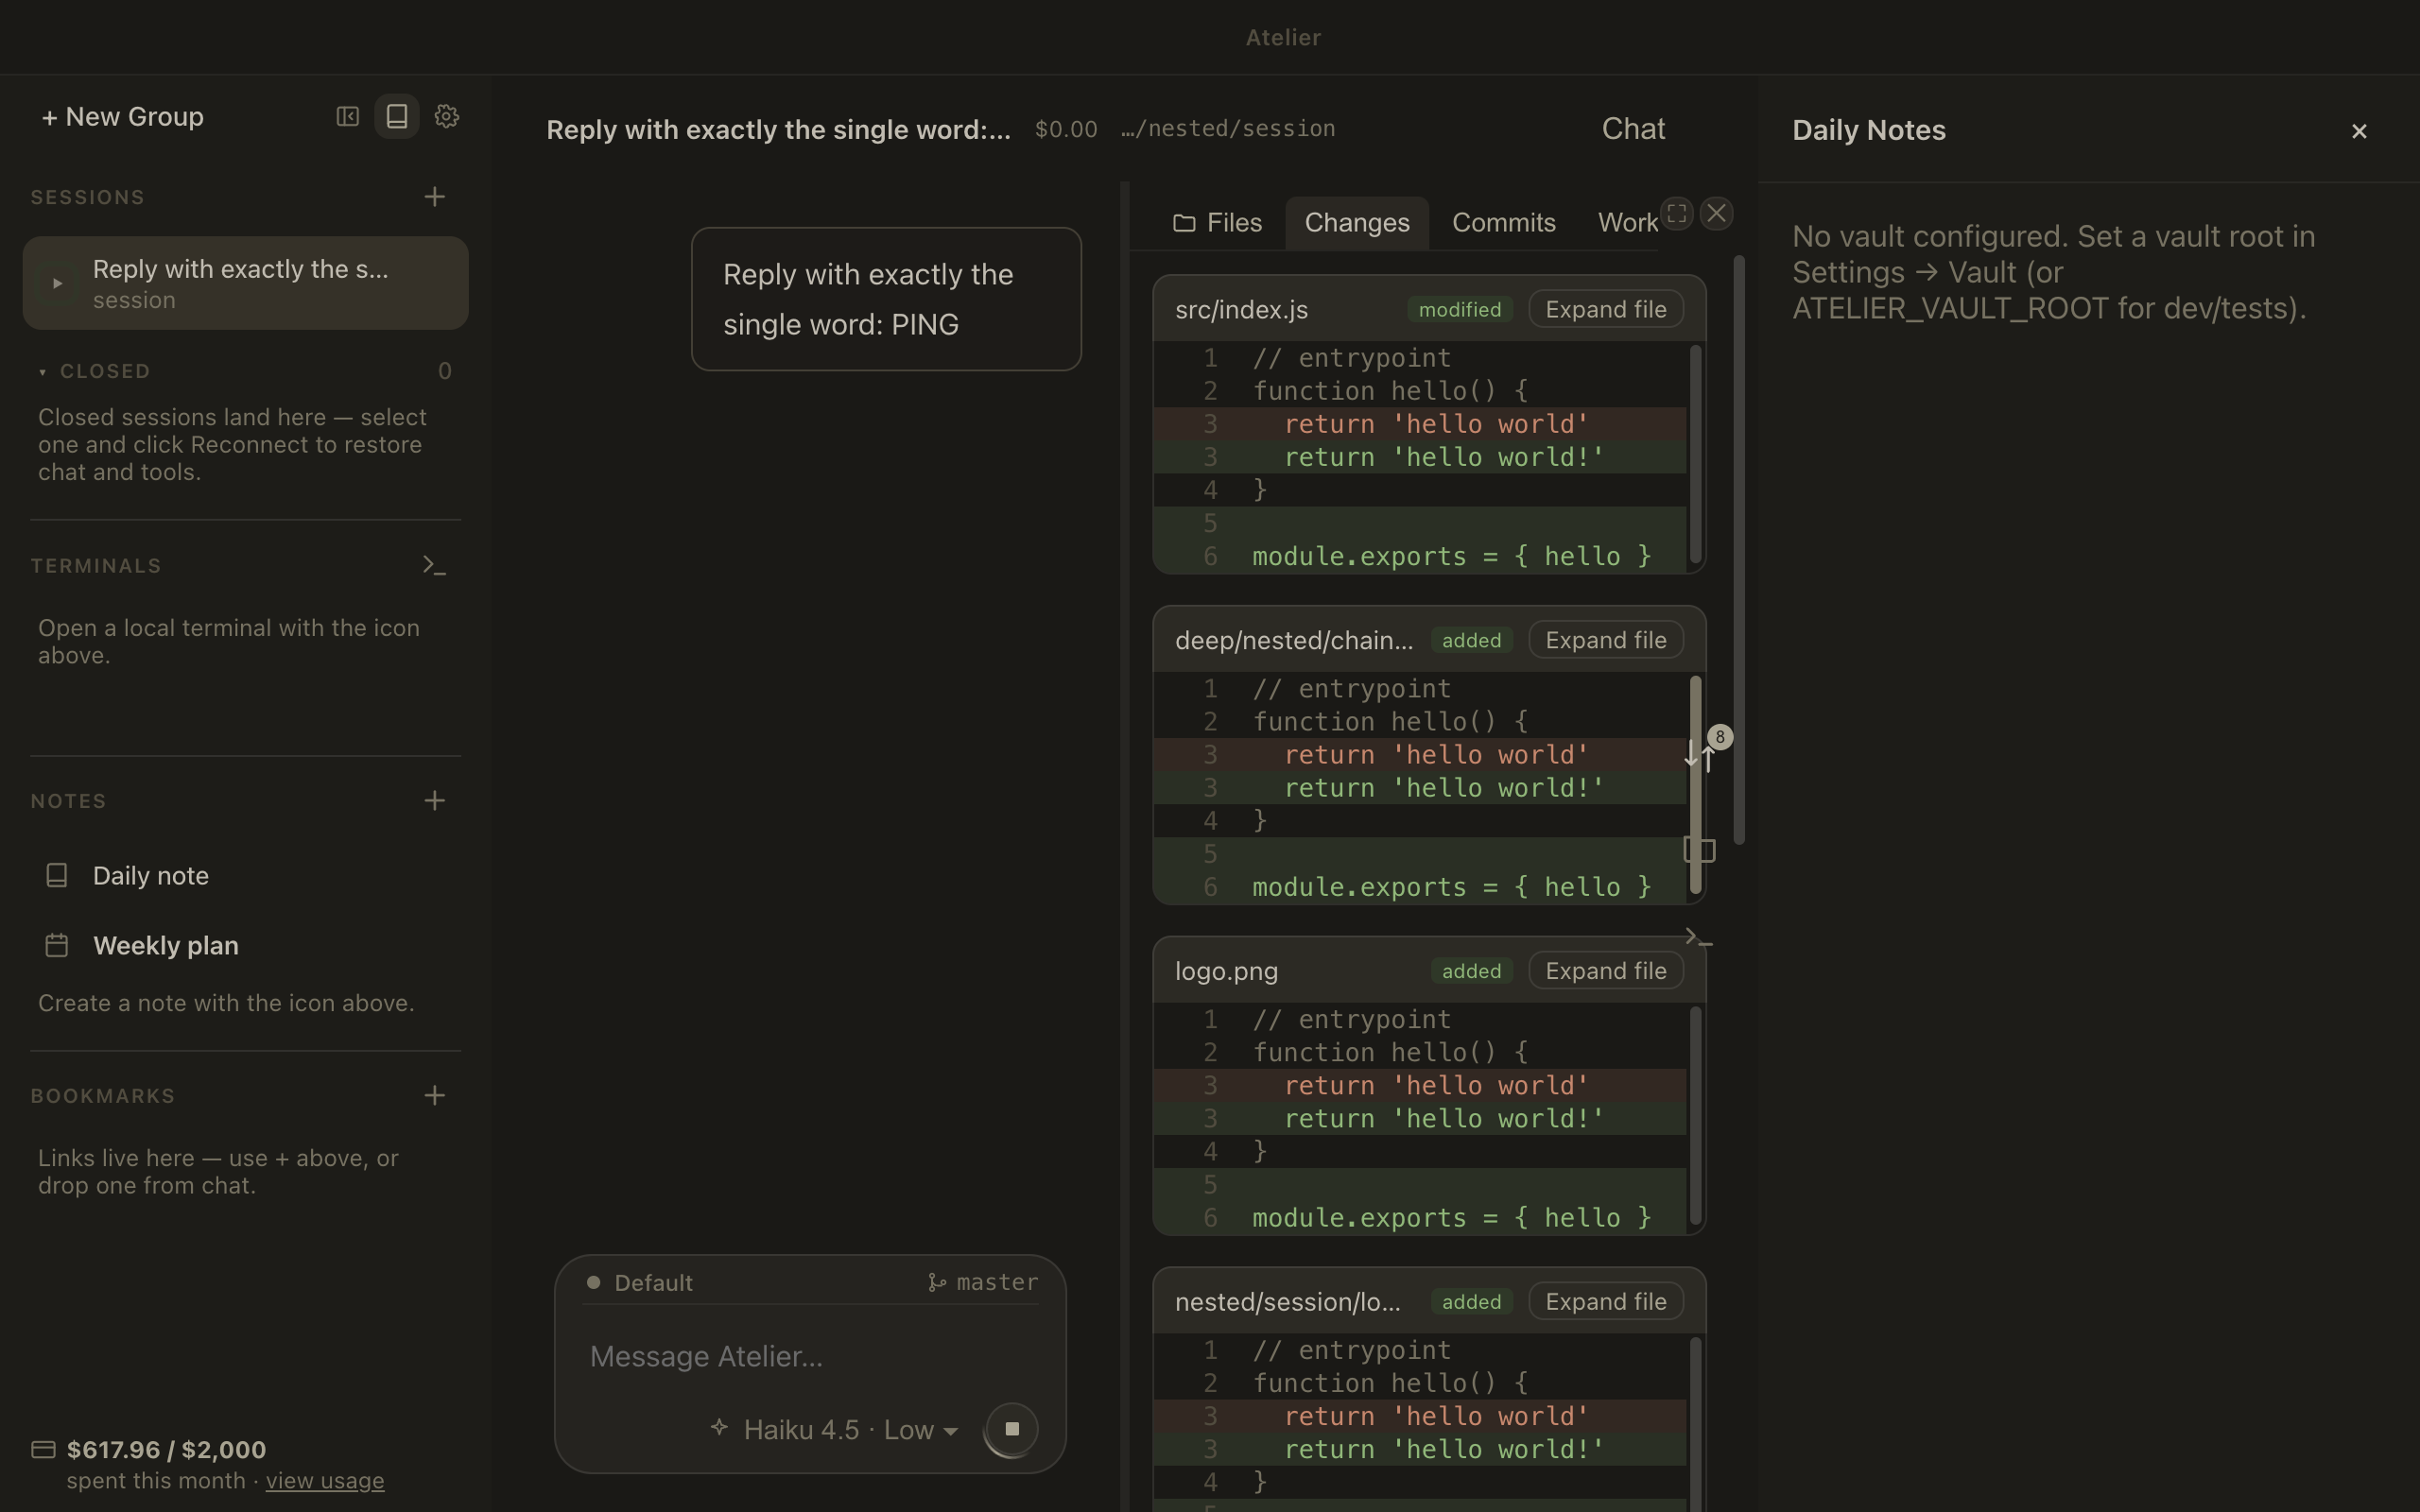 Atelier
+ New Group
SESSIONS
Reply with exactly the s...
session
CLOSED 0
Closed sessions land here — select
one and click Reconnect to restore
chat and tools.
TERMINALS
Open a local terminal with the icon
above.
NOTES
Daily note
Weekly plan
Create a note with the icon above.
BOOKMARKS
Links live here — use + above, or
drop one from chat.
$617.96 / $2,000
spent this month · view usage
Reply with exactly the single word:... $0.00 …/nested/session Chat
Reply with exactly the
single word: PING
Default master
Message Atelier...
Haiku 4.5 · Low
Files Changes Commits Work
src/index.js modified Expand file
1 // entrypoint
2 function hello() {
3 return 'hello world'
3 return 'hello world!'
4 }
5
6 module.exports = { hello }
deep/nested/chain... added Expand file
1 // entrypoint
2 function hello() {
8
3 return 'hello world'
3 return 'hello world!'
4 }
5
6 module.exports = { hello }
logo.png added Expand file
1 // entrypoint
2 function hello() {
3 return 'hello world'
3 return 'hello world!'
4 }
5
6 module.exports = { hello }
nested/session/lo... added Expand file
1 // entrypoint
2 function hello() {
3 return 'hello world'
3 return 'hello world!'
4 }
5
Daily Notes
No vault configured. Set a vault root in
Settings → Vault (or
ATELIER_VAULT_ROOT for dev/tests).